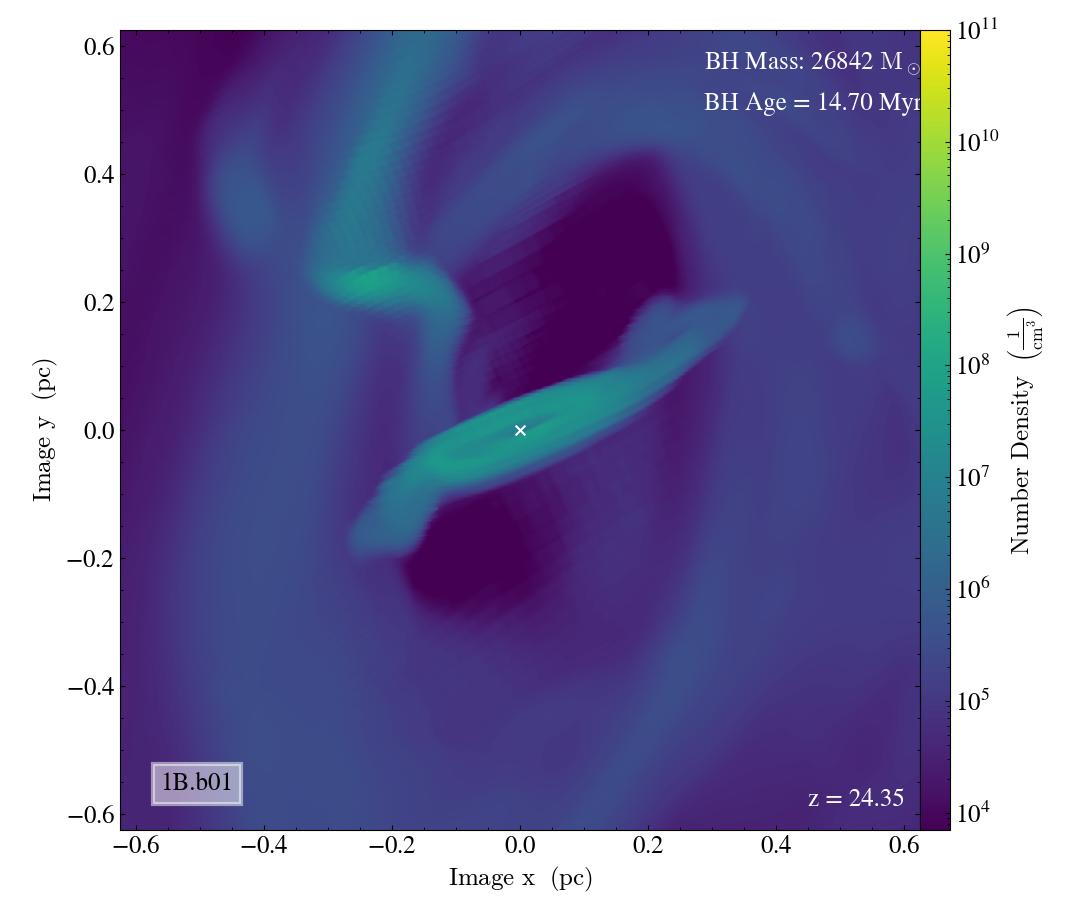 BH Mass: 26842 M☉
BH Age = 14.70 Myr
1B.b01
z = 24.35
0.6
0.4
0.2
0.0
−0.2
−0.4
−0.6
−0.6 −0.4 −0.2 0.0 0.2 0.4 0.6
Image x (pc)
Image y (pc)
10¹¹
10¹⁰
10⁹
10⁸
10⁷
10⁶
10⁵
10⁴
Number Density (1/cm³)